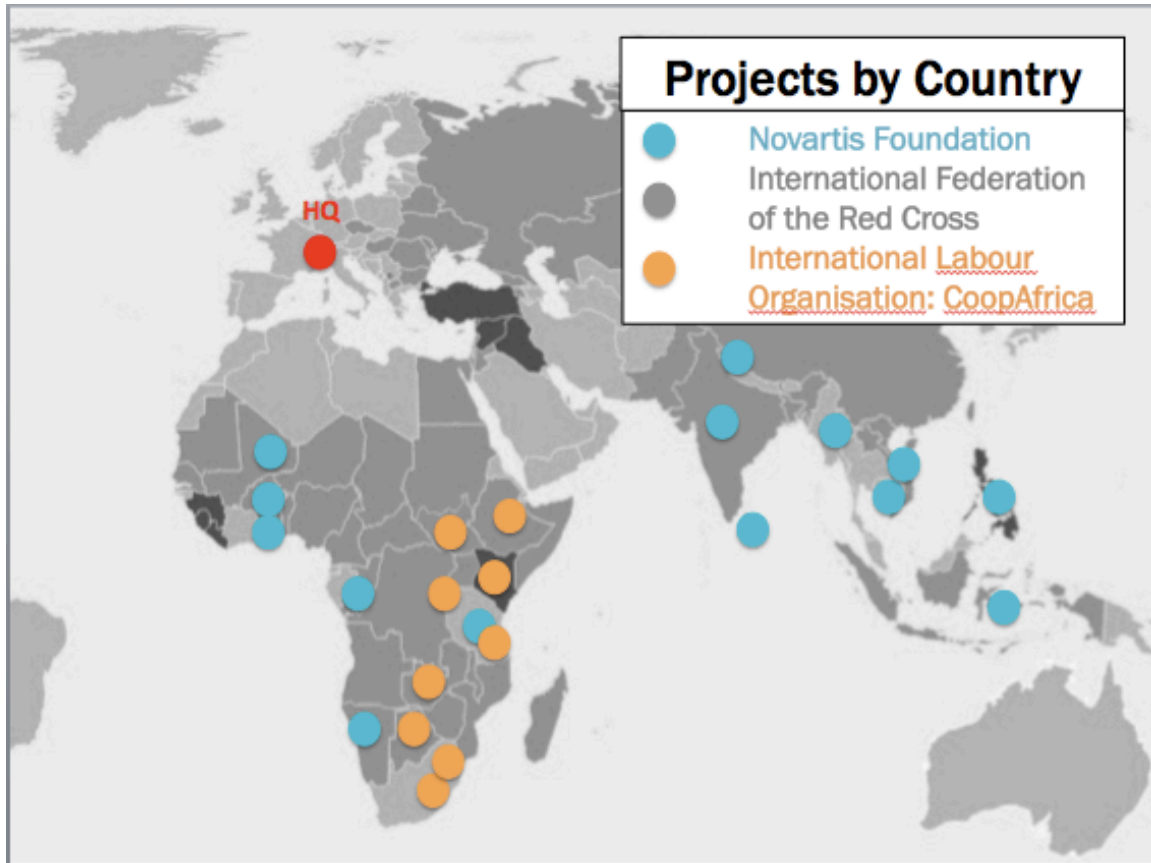 Projects by Country
Novartis Foundation
International Federation
of the Red Cross
International Labour
Organisation: CoopAfrica
HQ